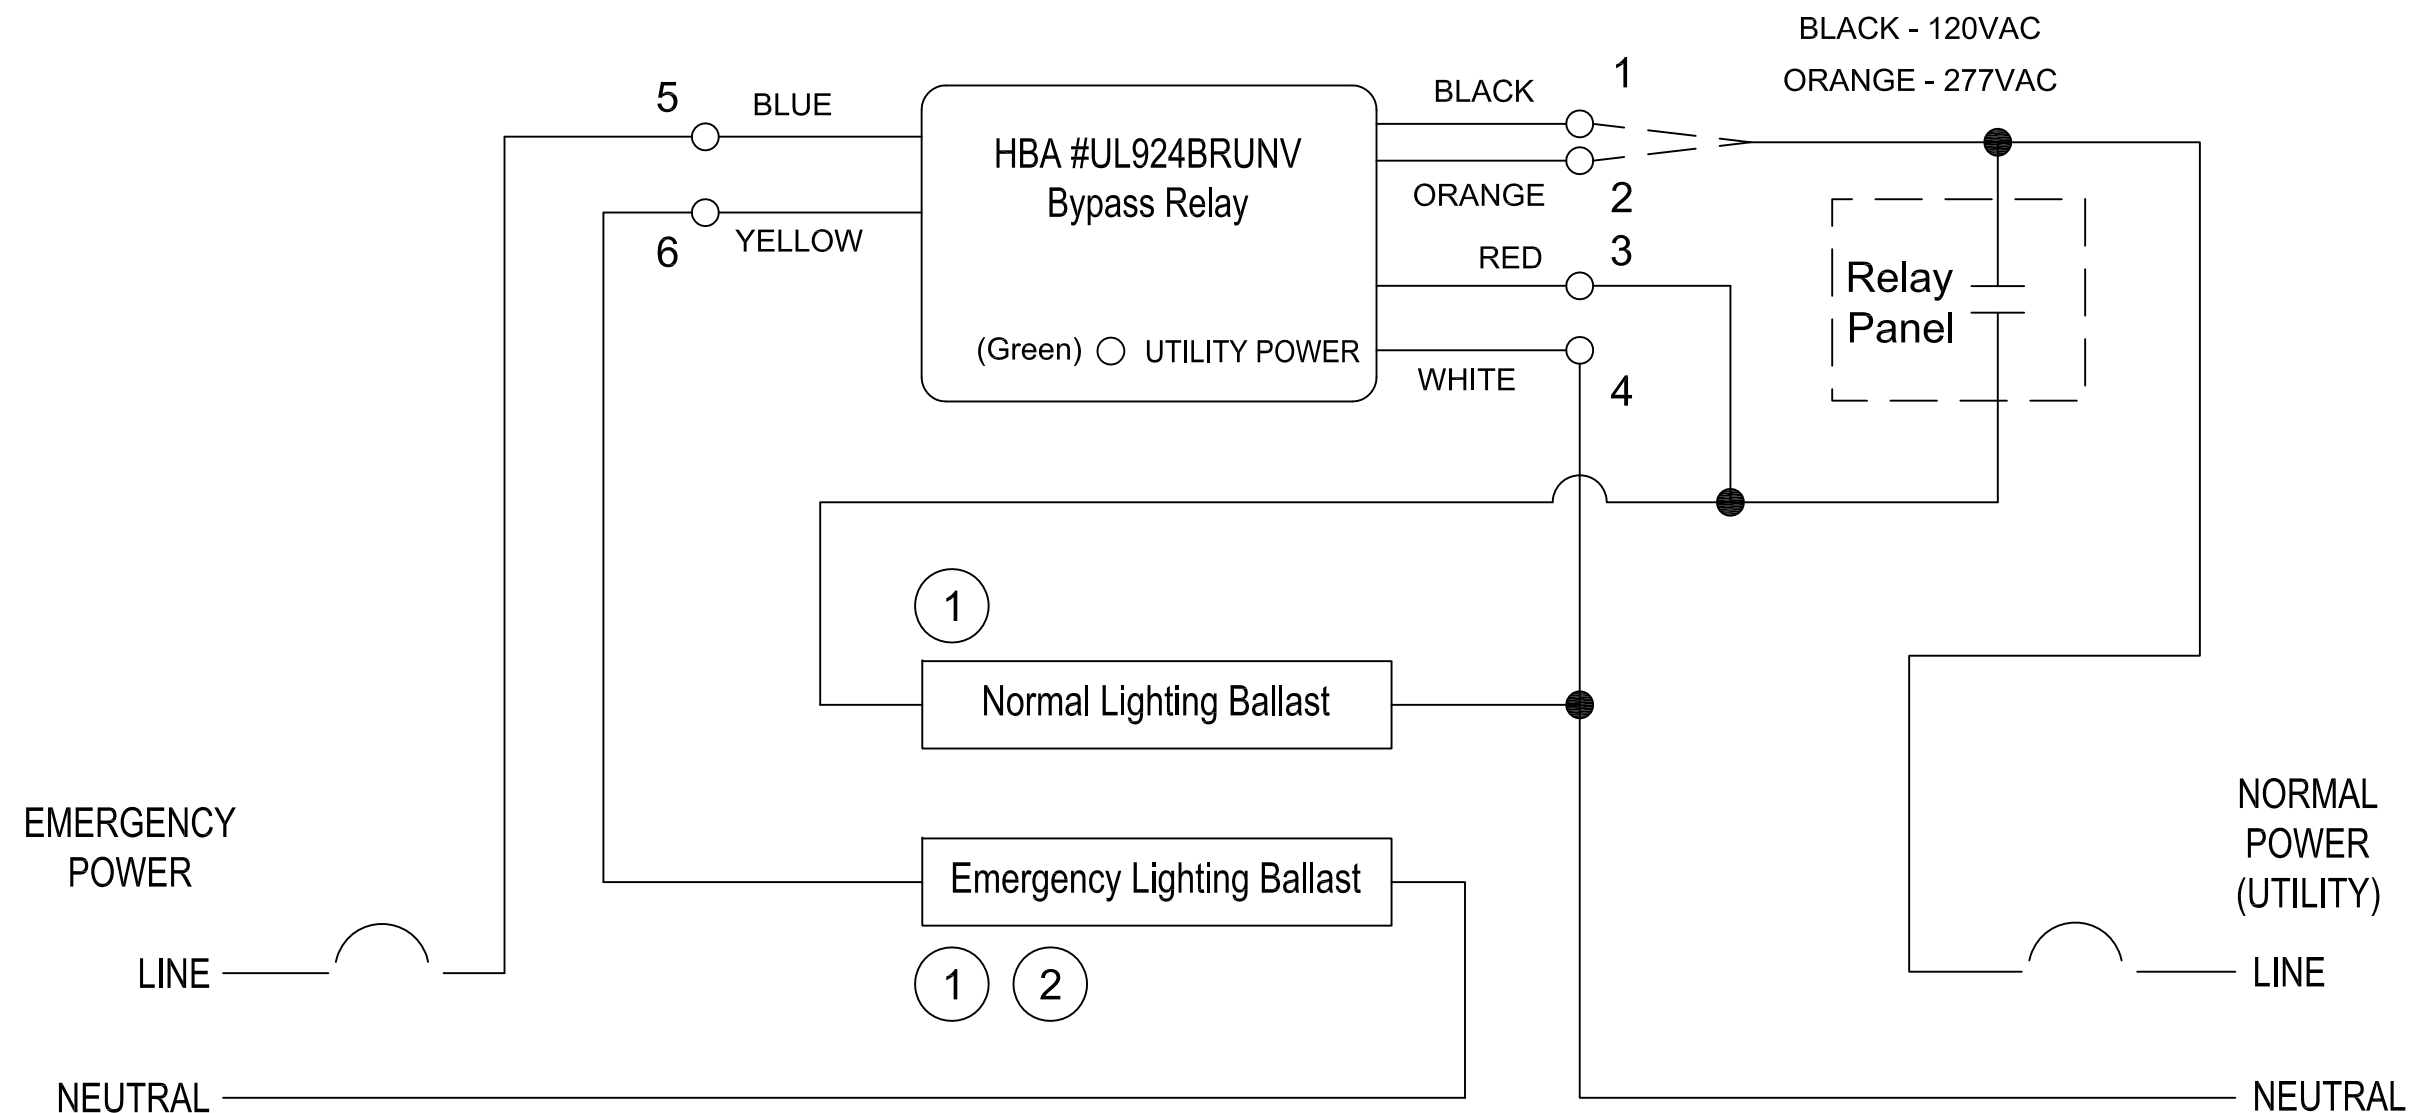 BLACK - 120VAC
ORANGE - 277VAC
5
BLUE
6
YELLOW
HBA #UL924BRUNV
Bypass Relay
(Green)
UTILITY POWER
BLACK
1
ORANGE
2
RED
3
WHITE
4
Relay
Panel
1
Normal Lighting Ballast
Emergency Lighting Ballast
1
2
EMERGENCY
POWER
LINE
NEUTRAL
NORMAL
POWER
(UTILITY)
LINE
NEUTRAL